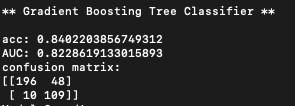 ** Gradient Boosting Tree Classifier **
acc: 0.8402203856749312
AUC: 0.8228619133015893
confusion matrix:
[[196  48]
 [ 10 109]]